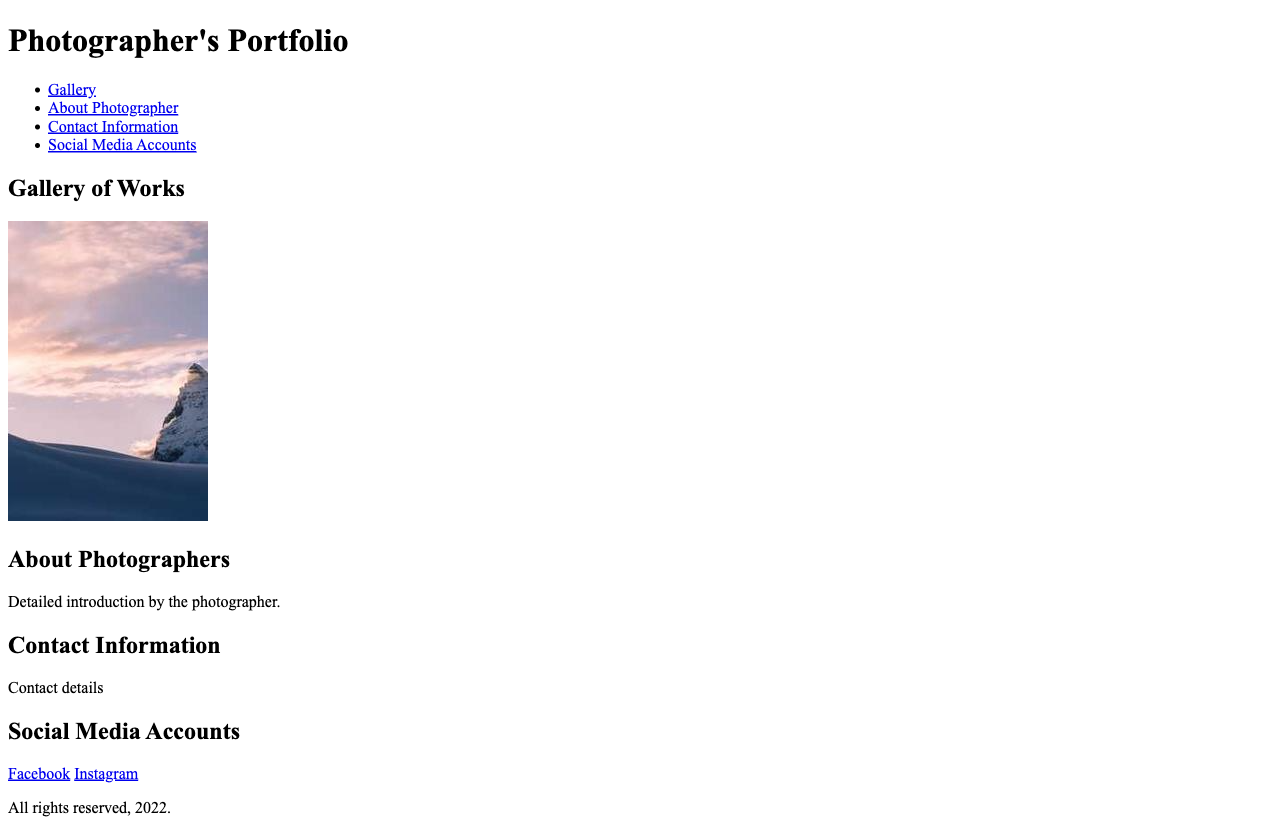 Photographer's Portfolio
Gallery
About Photographer
Contact Information
Social Media Accounts
Gallery of Works
About Photographers
Detailed introduction by the photographer.
Contact Information
Contact details
Social Media Accounts
Facebook Instagram
All rights reserved, 2022.